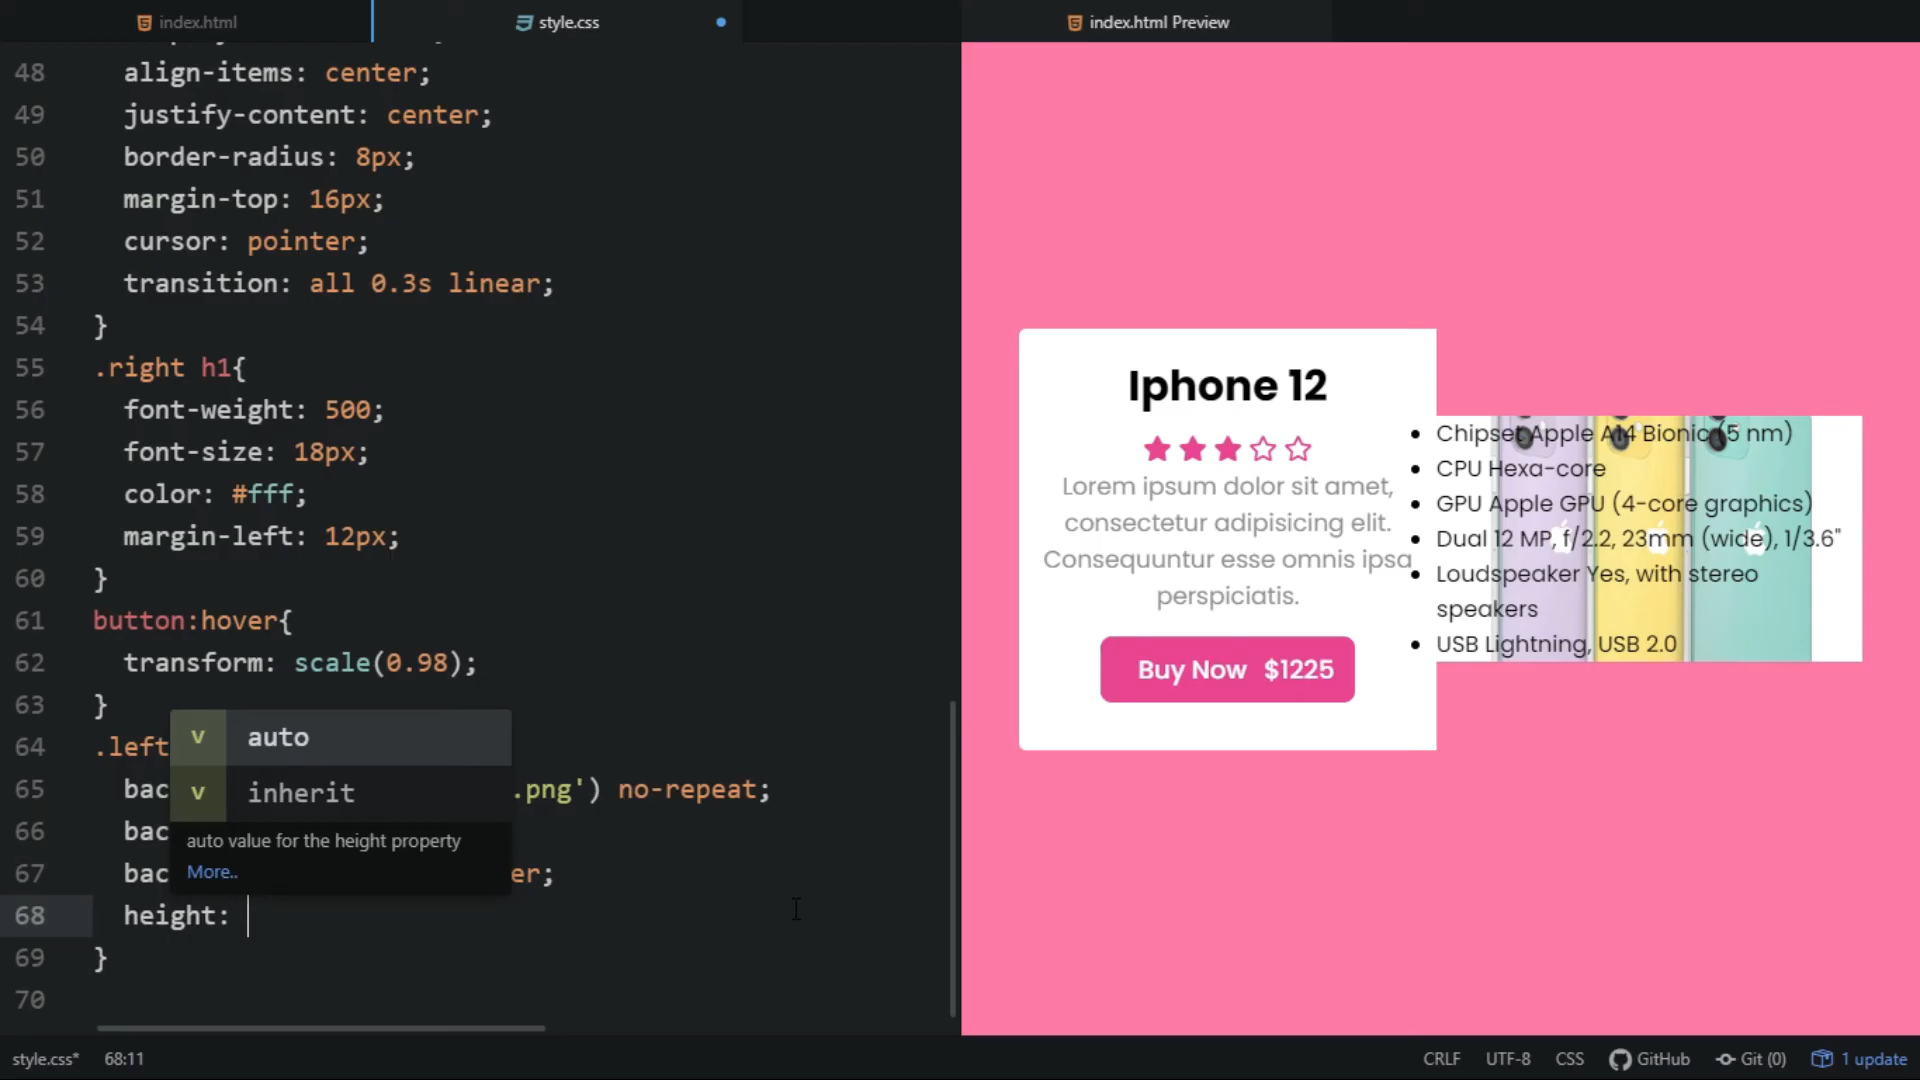 index.html
style.css
index.html Preview
48 align-items: center;
49 justify-content: center;
50 border-radius: 8px;
51 margin-top: 16px;
52 cursor: pointer;
53 transition: all 0.3s linear;
54 }
55 .right h1{
56 font-weight: 500;
57 font-size: 18px;
58 color: #fff;
59 margin-left: 12px;
60 }
61 button:hover{
62 transform: scale(0.98);
63 }
64 .left
65 bac .png') no-repeat;
66 bac
67 bac er;
68 height:
69 }
70
v auto
v inherit
auto value for the height property
More..
Iphone 12
Lorem ipsum dolor sit amet,
consectetur adipisicing elit.
Consequuntur esse omnis ipsa
perspiciatis.
Buy Now $1225
• Chipset Apple A14 Bionic (5 nm)
• CPU Hexa-core
• GPU Apple GPU (4-core graphics)
• Dual 12 MP, f/2.2, 23mm (wide), 1/3.6"
• Loudspeaker Yes, with stereo
speakers
• USB Lightning, USB 2.0
style.css* 68:11
CRLF UTF-8 CSS GitHub Git (0) 1 update